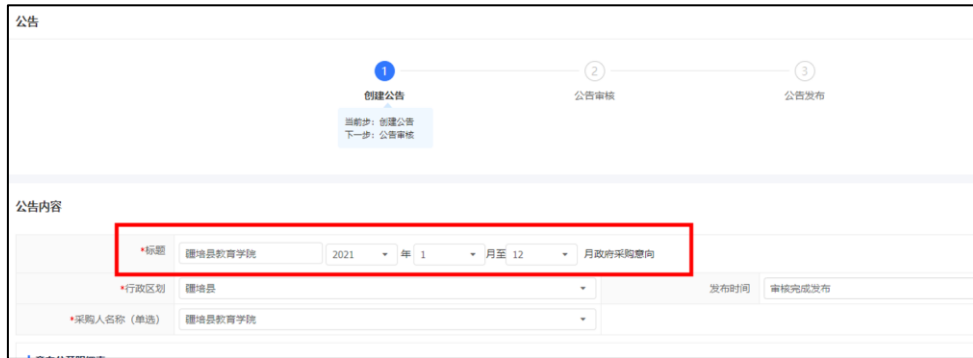 公告
1
2
3
创建公告
公告审核
公告发布
当前步：创建公告
下一步：公告审核
公告内容
*标题 疆培县教育学院 2021 年 1 月至 12 月政府采购意向
*行政区划 疆培县 发布时间 审核完成发布
*采购人名称（单选） 疆培县教育学院